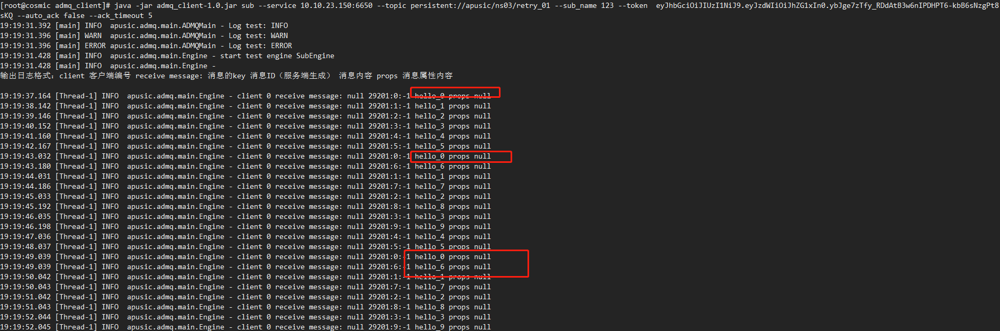 [root@cosmic admq_client]# java -jar admq_client-1.0.jar sub --service 10.10.23.150:6650 --topic persistent://apusic/ns03/retry_01 --sub_name 123 --token  eyJhbGciOiJIUzI1NiJ9.eyJzdWIiOiJhZG1xIn0.ybJge7zTfy_RDdAtB3w6nIPDHPT6-kbB6sNzgPt8
sKQ --auto_ack false --ack_timeout 5
19:19:31.392 [main] INFO  apusic.admq.main.ADMQMain - Log test: INFO
19:19:31.396 [main] WARN  apusic.admq.main.ADMQMain - Log test: WARN
19:19:31.396 [main] ERROR apusic.admq.main.ADMQMain - Log test: ERROR
19:19:31.428 [main] INFO  apusic.admq.main.Engine - start test engine SubEngine
19:19:31.428 [main] INFO  apusic.admq.main.Engine -
输出日志格式: client 客户端编号 receive message: 消息的key 消息ID（服务端生成） 消息内容 props 消息属性内容
19:19:37.164 [Thread-1] INFO  apusic.admq.main.Engine - client 0 receive message: null 29201:0:-1 hello_0 props null
19:19:38.142 [Thread-1] INFO  apusic.admq.main.Engine - client 0 receive message: null 29201:1:-1 hello_1 props null
19:19:39.146 [Thread-1] INFO  apusic.admq.main.Engine - client 0 receive message: null 29201:2:-1 hello_2 props null
19:19:40.152 [Thread-1] INFO  apusic.admq.main.Engine - client 0 receive message: null 29201:3:-1 hello_3 props null
19:19:41.160 [Thread-1] INFO  apusic.admq.main.Engine - client 0 receive message: null 29201:4:-1 hello_4 props null
19:19:42.167 [Thread-1] INFO  apusic.admq.main.Engine - client 0 receive message: null 29201:5:-1 hello_5 props null
19:19:43.032 [Thread-1] INFO  apusic.admq.main.Engine - client 0 receive message: null 29201:0:-1 hello_0 props null
19:19:43.180 [Thread-1] INFO  apusic.admq.main.Engine - client 0 receive message: null 29201:6:-1 hello_6 props null
19:19:44.031 [Thread-1] INFO  apusic.admq.main.Engine - client 0 receive message: null 29201:1:-1 hello_1 props null
19:19:44.186 [Thread-1] INFO  apusic.admq.main.Engine - client 0 receive message: null 29201:7:-1 hello_7 props null
19:19:45.033 [Thread-1] INFO  apusic.admq.main.Engine - client 0 receive message: null 29201:2:-1 hello_2 props null
19:19:45.192 [Thread-1] INFO  apusic.admq.main.Engine - client 0 receive message: null 29201:8:-1 hello_8 props null
19:19:46.035 [Thread-1] INFO  apusic.admq.main.Engine - client 0 receive message: null 29201:3:-1 hello_3 props null
19:19:46.198 [Thread-1] INFO  apusic.admq.main.Engine - client 0 receive message: null 29201:9:-1 hello_9 props null
19:19:47.036 [Thread-1] INFO  apusic.admq.main.Engine - client 0 receive message: null 29201:4:-1 hello_4 props null
19:19:48.037 [Thread-1] INFO  apusic.admq.main.Engine - client 0 receive message: null 29201:5:-1 hello_5 props null
19:19:49.039 [Thread-1] INFO  apusic.admq.main.Engine - client 0 receive message: null 29201:0:-1 hello_0 props null
19:19:49.039 [Thread-1] INFO  apusic.admq.main.Engine - client 0 receive message: null 29201:6:-1 hello_6 props null
19:19:50.042 [Thread-1] INFO  apusic.admq.main.Engine - client 0 receive message: null 29201:1:-1 hello_1 props null
19:19:50.043 [Thread-1] INFO  apusic.admq.main.Engine - client 0 receive message: null 29201:7:-1 hello_7 props null
19:19:51.042 [Thread-1] INFO  apusic.admq.main.Engine - client 0 receive message: null 29201:2:-1 hello_2 props null
19:19:51.043 [Thread-1] INFO  apusic.admq.main.Engine - client 0 receive message: null 29201:8:-1 hello_8 props null
19:19:52.044 [Thread-1] INFO  apusic.admq.main.Engine - client 0 receive message: null 29201:3:-1 hello_3 props null
19:19:52.045 [Thread-1] INFO  apusic.admq.main.Engine - client 0 receive message: null 29201:9:-1 hello_9 props null